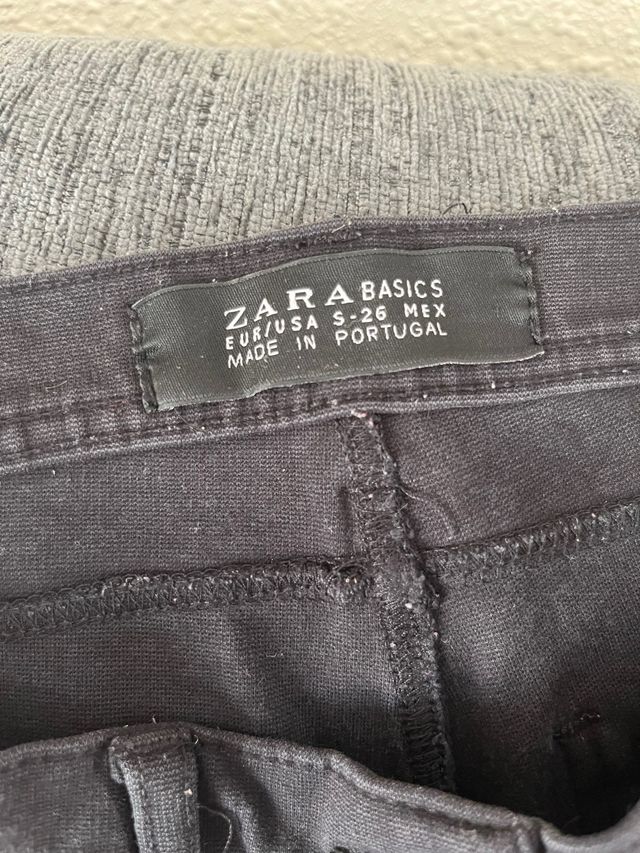 ZARA BASICS
EUR/USA S-26 MEX
MADE IN PORTUGAL